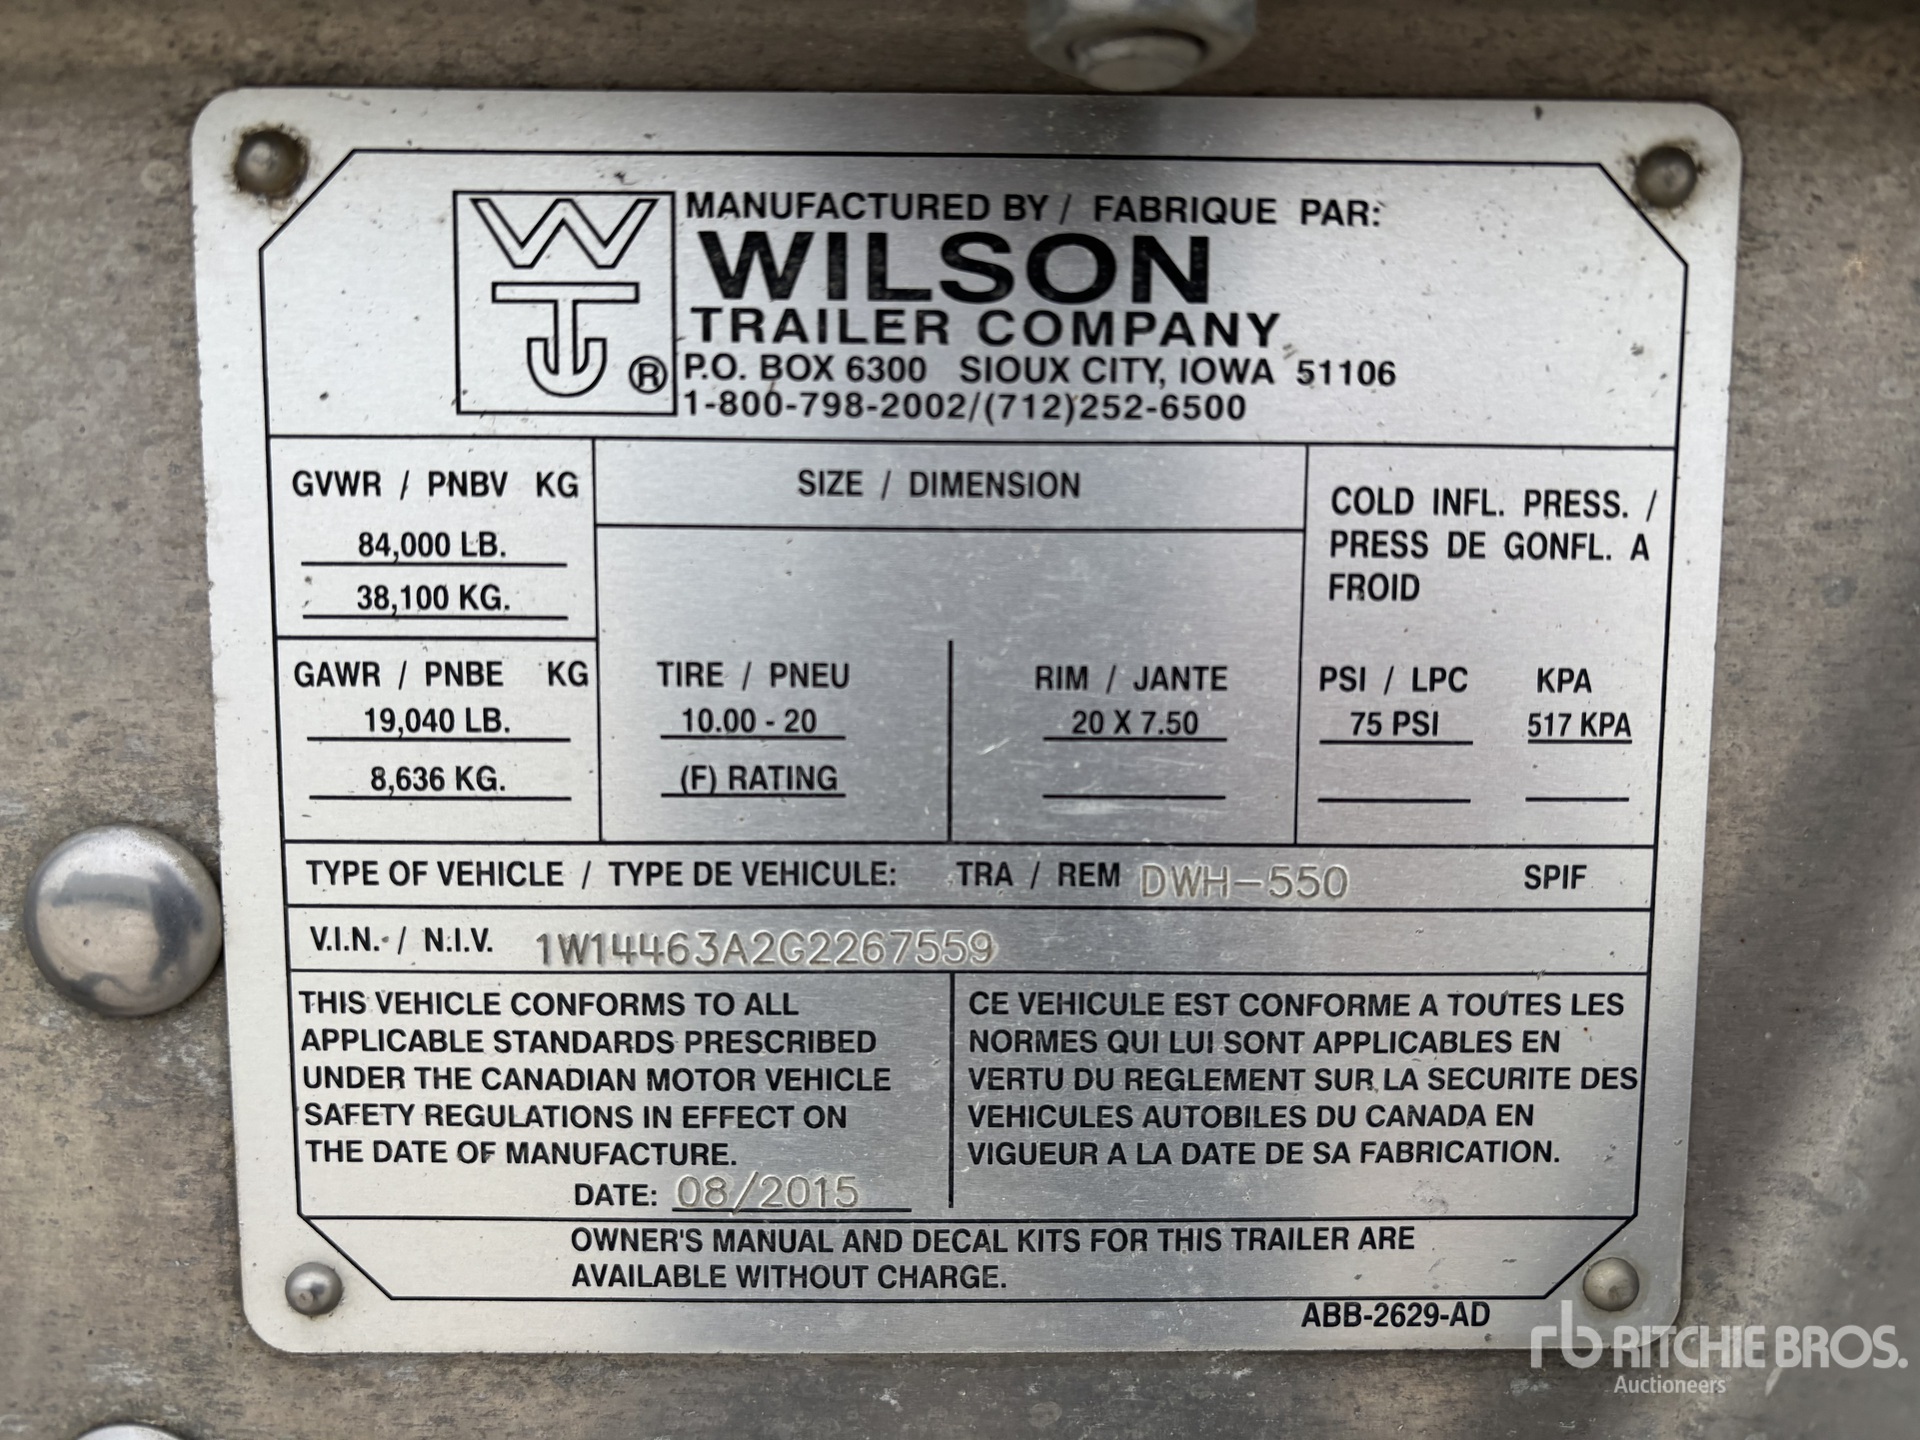 MANUFACTURED BY / FABRIQUE PAR:
WILSON
TRAILER COMPANY
P.O. BOX 6300 SIOUX CITY, IOWA 51106
1-800-798-2002/(712)252-6500
WTJ ®
GVWR / PNBV KG
84,000 LB.
38,100 KG.
SIZE / DIMENSION
COLD INFL. PRESS. /
PRESS DE GONFL. A
FROID
GAWR / PNBE KG
19,040 LB.
8,636 KG.
TIRE / PNEU
10.00 - 20
(F) RATING
RIM / JANTE
20 X 7.50
PSI / LPC KPA
75 PSI 517 KPA
TYPE OF VEHICLE / TYPE DE VEHICULE: TRA / REM DWH-550 SPIF
V.I.N. / N.I.V. 1W14463A2G2267559
THIS VEHICLE CONFORMS TO ALL
APPLICABLE STANDARDS PRESCRIBED
UNDER THE CANADIAN MOTOR VEHICLE
SAFETY REGULATIONS IN EFFECT ON
THE DATE OF MANUFACTURE.
DATE: 08/2015
CE VEHICULE EST CONFORME A TOUTES LES
NORMES QUI LUI SONT APPLICABLES EN
VERTU DU REGLEMENT SUR LA SECURITE DES
VEHICULES AUTOBILES DU CANADA EN
VIGUEUR A LA DATE DE SA FABRICATION.
OWNER'S MANUAL AND DECAL KITS FOR THIS TRAILER ARE
AVAILABLE WITHOUT CHARGE.
ABB-2629-AD
rb RITCHIE BROS.
Auctioneers